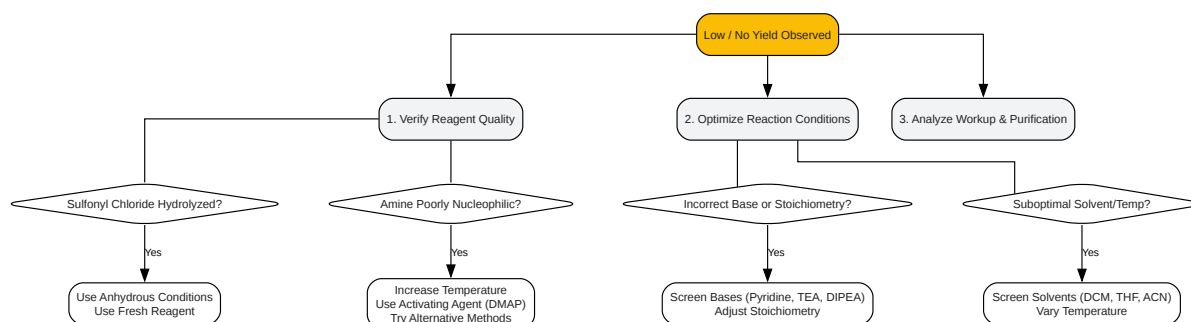 Low / No Yield Observed
1. Verify Reagent Quality
2. Optimize Reaction Conditions
3. Analyze Workup & Purification
Sulfonyl Chloride Hydrolyzed?
Amine Poorly Nucleophilic?
Incorrect Base or Stoichiometry?
Suboptimal Solvent/Temp?
Yes
Yes
Yes
Yes
Use Anhydrous Conditions
Use Fresh Reagent
Increase Temperature
Use Activating Agent (DMAP)
Try Alternative Methods
Screen Bases (Pyridine, TEA, DIPEA)
Adjust Stoichiometry
Screen Solvents (DCM, THF, ACN)
Vary Temperature